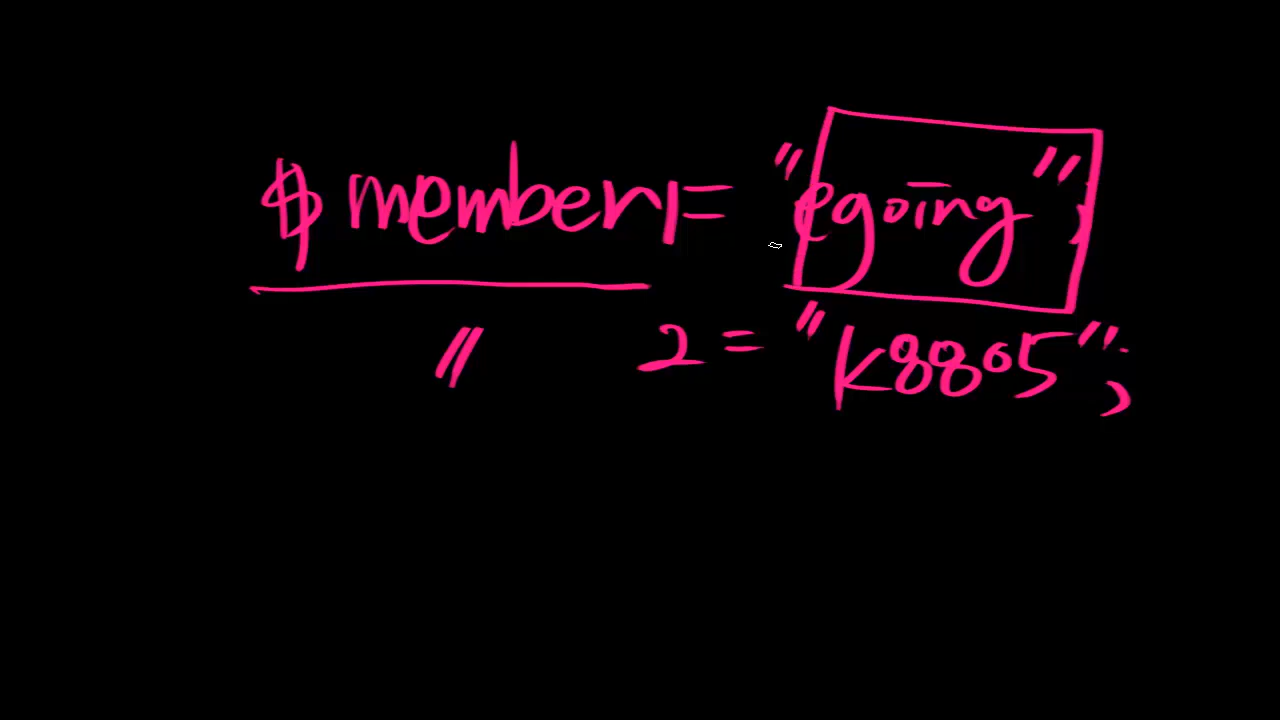 $member1= "egoing";
〃 2 = "k8805";